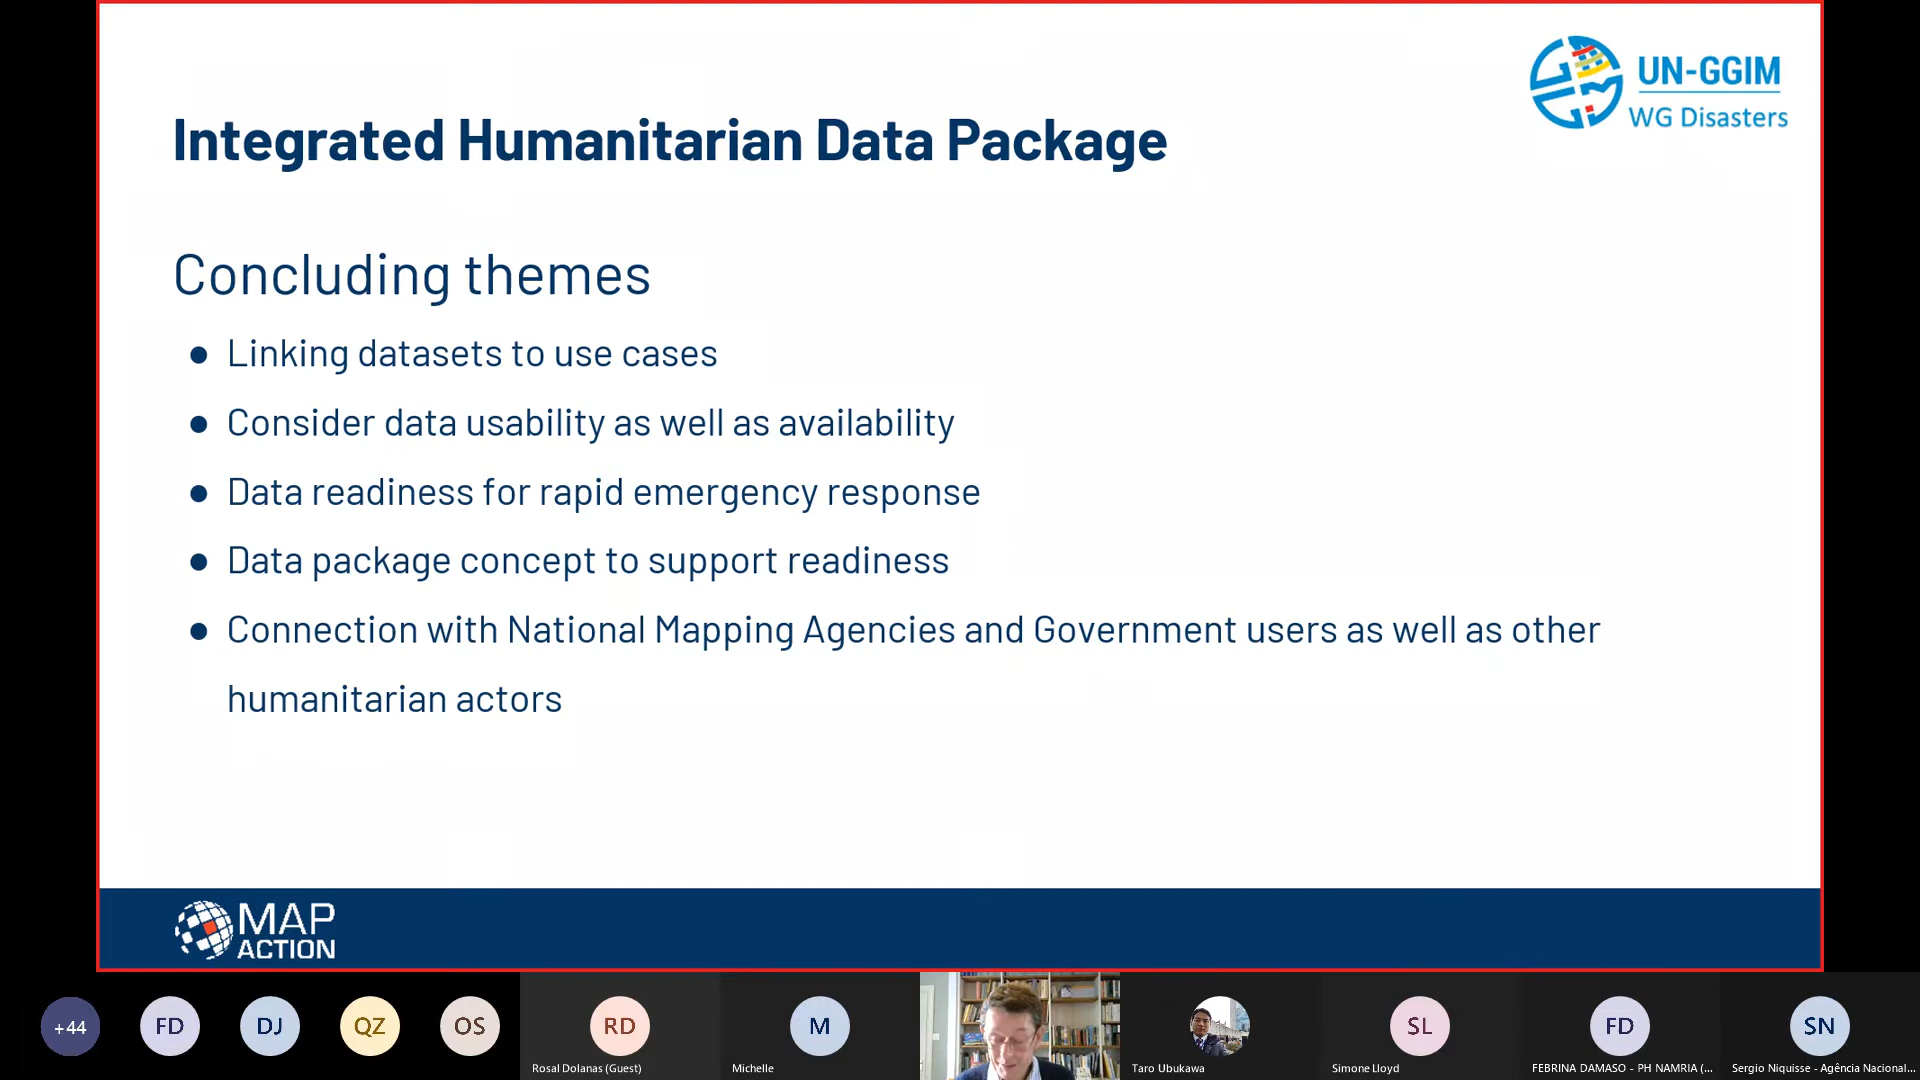 UN-GGIM
WG Disasters
Integrated Humanitarian Data Package
Concluding themes
● Linking datasets to use cases
● Consider data usability as well as availability
● Data readiness for rapid emergency response
● Data package concept to support readiness
● Connection with National Mapping Agencies and Government users as well as other
humanitarian actors
MAP
ACTION
+44
FD
DJ
QZ
OS
RD
Rosal Dolanas (Guest)
M
Michelle
Taro Ubukawa
SL
Simone Lloyd
FD
FEBRINA DAMASO - PH NAMRIA (...
SN
Sergio Niquisse - Agência Nacional...